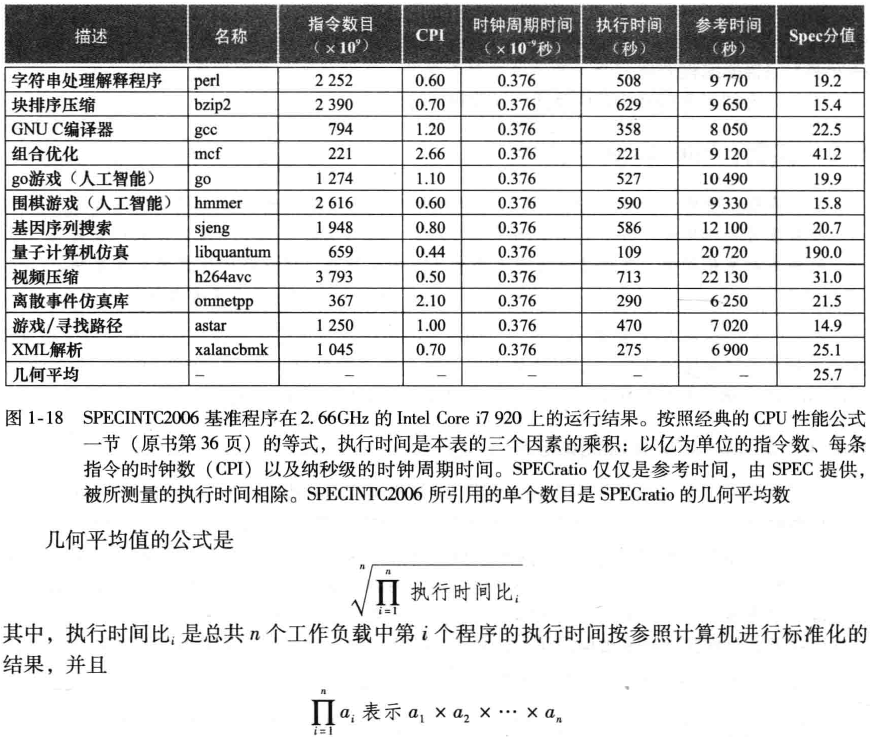 描述 名称 指令数目（×10⁹） CPI 时钟周期时间（×10⁻⁹秒） 执行时间（秒） 参考时间（秒） Spec分值
字符串处理解释程序 perl 2 252 0.60 0.376 508 9 770 19.2
块排序压缩 bzip2 2 390 0.70 0.376 629 9 650 15.4
GNU C编译器 gcc 794 1.20 0.376 358 8 050 22.5
组合优化 mcf 221 2.66 0.376 221 9 120 41.2
go游戏（人工智能） go 1 274 1.10 0.376 527 10 490 19.9
围棋游戏（人工智能） hmmer 2 616 0.60 0.376 590 9 330 15.8
基因序列搜索 sjeng 1 948 0.80 0.376 586 12 100 20.7
量子计算机仿真 libquantum 659 0.44 0.376 109 20 720 190.0
视频压缩 h264avc 3 793 0.50 0.376 713 22 130 31.0
离散事件仿真库 omnetpp 367 2.10 0.376 290 6 250 21.5
游戏/寻找路径 astar 1 250 1.00 0.376 470 7 020 14.9
XML解析 xalancbmk 1 045 0.70 0.376 275 6 900 25.1
几何平均 – – – – – – 25.7
图 1-18 SPECINTC2006 基准程序在 2.66GHz 的 Intel Core i7 920 上的运行结果。按照经典的 CPU 性能公式
一节（原书第 36 页）的等式，执行时间是本表的三个因素的乘积：以亿为单位的指令数、每条
指令的时钟数（CPI）以及纳秒级的时钟周期时间。SPECratio 仅仅是参考时间，由 SPEC 提供，
被所测量的执行时间相除。SPECINTC2006 所引用的单个数目是 SPECratio 的几何平均数
几何平均值的公式是
ⁿ√∏ⁿᵢ₌₁ 执行时间比ᵢ
其中，执行时间比ᵢ 是总共 n 个工作负载中第 i 个程序的执行时间按参照计算机进行标准化的
结果，并且
∏ⁿᵢ₌₁ aᵢ 表示 a₁ × a₂ × ⋯ × aₙ